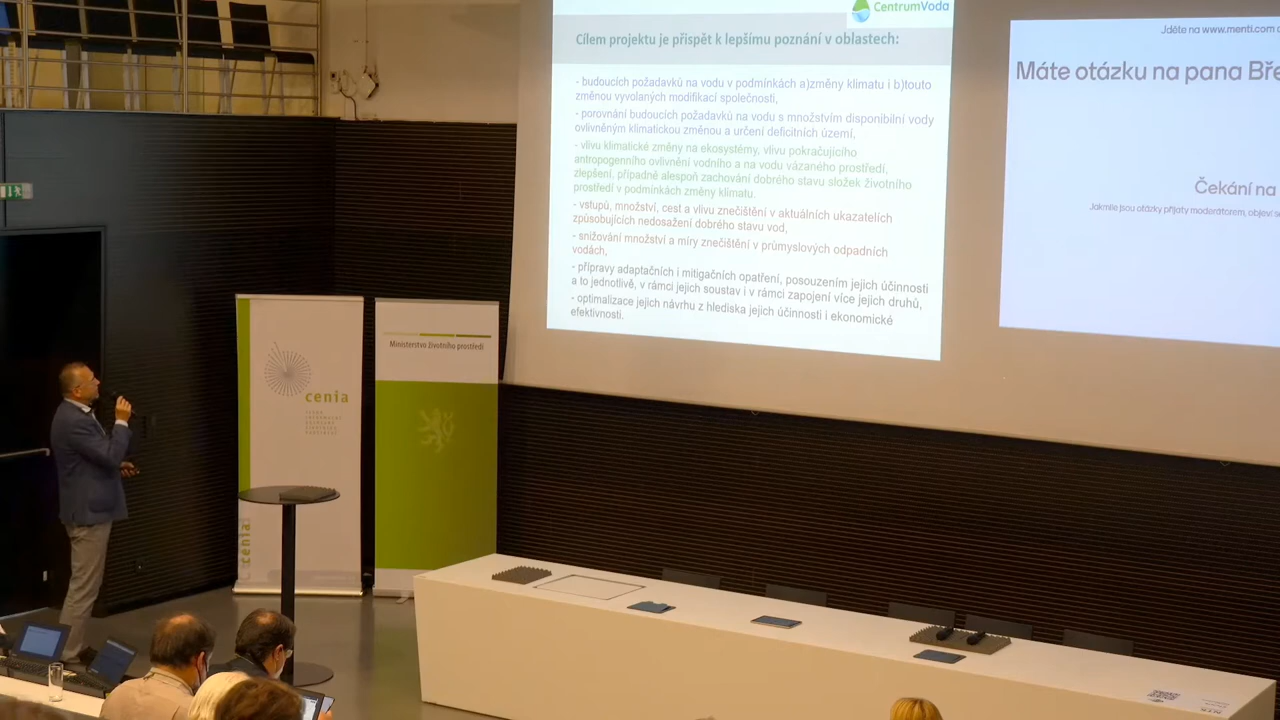 CentrumVoda
Cílem projektu je přispět k lepšímu poznání v oblastech:
- budoucích požadavků na vodu v podmínkách a)změny klimatu i b)touto
změnou vyvolaných modifikací společnosti,
- porovnání budoucích požadavků na vodu s množstvím disponibilní vody
ovlivněným klimatickou změnou a určení deficitních území,
- vlivu klimatické změny na ekosystémy, vlivu pokračujícího
antropogenního ovlivnění vodního a na vodu vázaného prostředí,
zlepšení, případně alespoň zachování dobrého stavu složek životního
prostředí v podmínkách změny klimatu.
- vstupů, množství, cest a vlivu znečištění v aktuálních ukazatelích
způsobujících nedosažení dobrého stavu vod,
- snižování množství a míry znečištění v průmyslových odpadních
vodách,
- přípravy adaptačních i mitigačních opatření, posouzením jejich účinnosti
a to jednotlivě, v rámci jejich soustav i v rámci zapojení více jejich druhů,
- optimalizace jejich návrhu z hlediska jejich účinnosti i ekonomické
efektivnosti.
Jděte na www.menti.com
Máte otázku na pana Bře
Čekání na
Jakmile jsou otázky přijaty moderátorem, objeví se
cenia
Ministerstvo životního prostředí
cenia